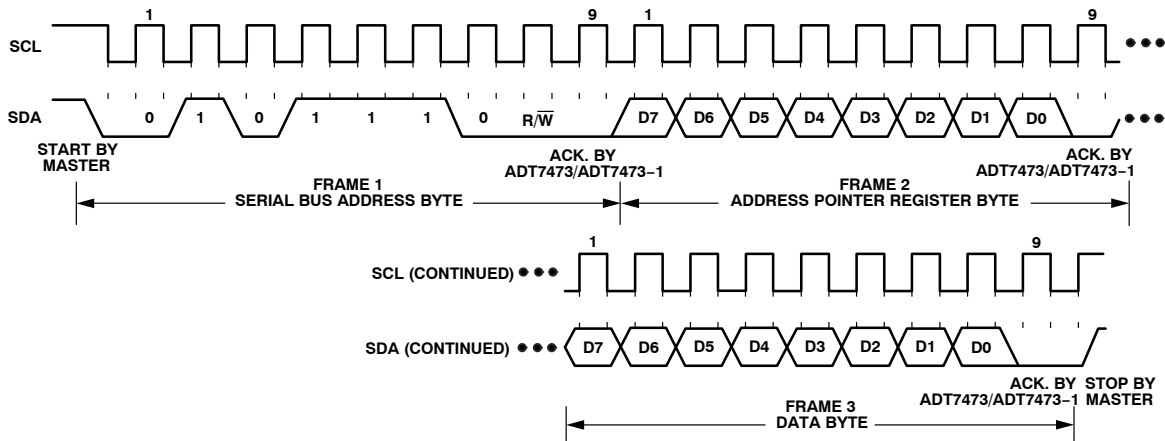 1 9 1 9
SCL
SDA 0 1 0 1 1 1 0 R/W̅ D7 D6 D5 D4 D3 D2 D1 D0
START BY
MASTER
ACK. BY
ADT7473/ADT7473–1
ACK. BY
ADT7473/ADT7473–1
FRAME 1
SERIAL BUS ADDRESS BYTE
FRAME 2
ADDRESS POINTER REGISTER BYTE
1 9
SCL (CONTINUED)
SDA (CONTINUED) D7 D6 D5 D4 D3 D2 D1 D0
ACK. BY
ADT7473/ADT7473–1
STOP BY
MASTER
FRAME 3
DATA BYTE